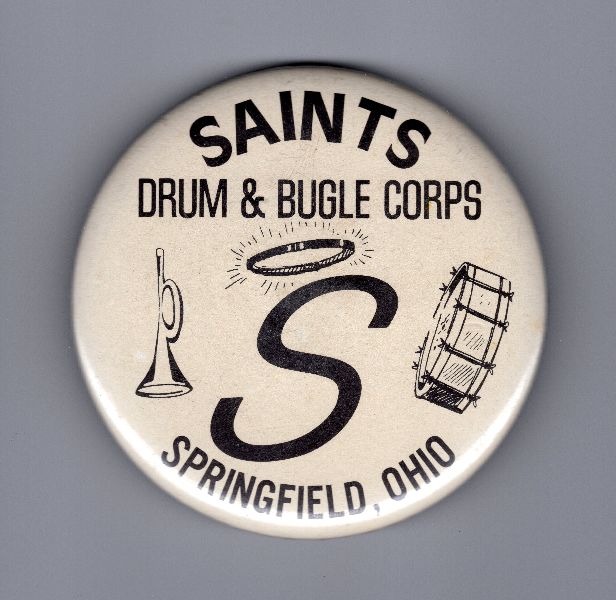 SAINTS
DRUM & BUGLE CORPS
S
SPRINGFIELD, OHIO